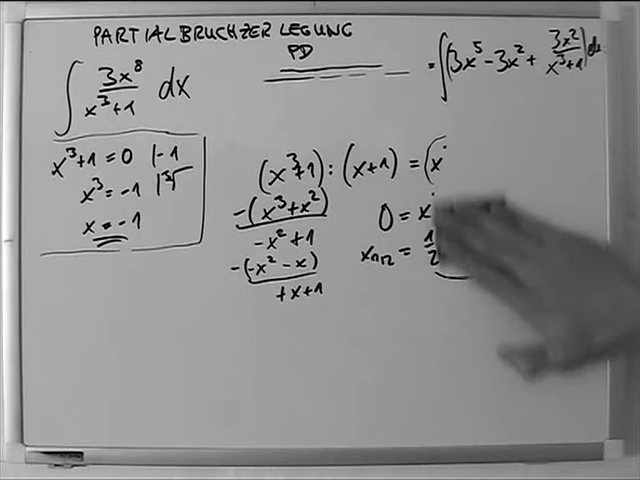 PARTIALBRUCHZERLEGUNG
PD
∫ 3x⁸/(x³+1) dx
= ∫(3x⁵ - 3x² + 3x²/(x³+1)) dx
x³+1 = 0 |-1
x³ = -1 |³√
x = -1
(x³+1) : (x+1) = (x
-(x³+x²)
-x²+1
-(-x²-x)
+x+1
0 = x
x₁,₂ = 1/2